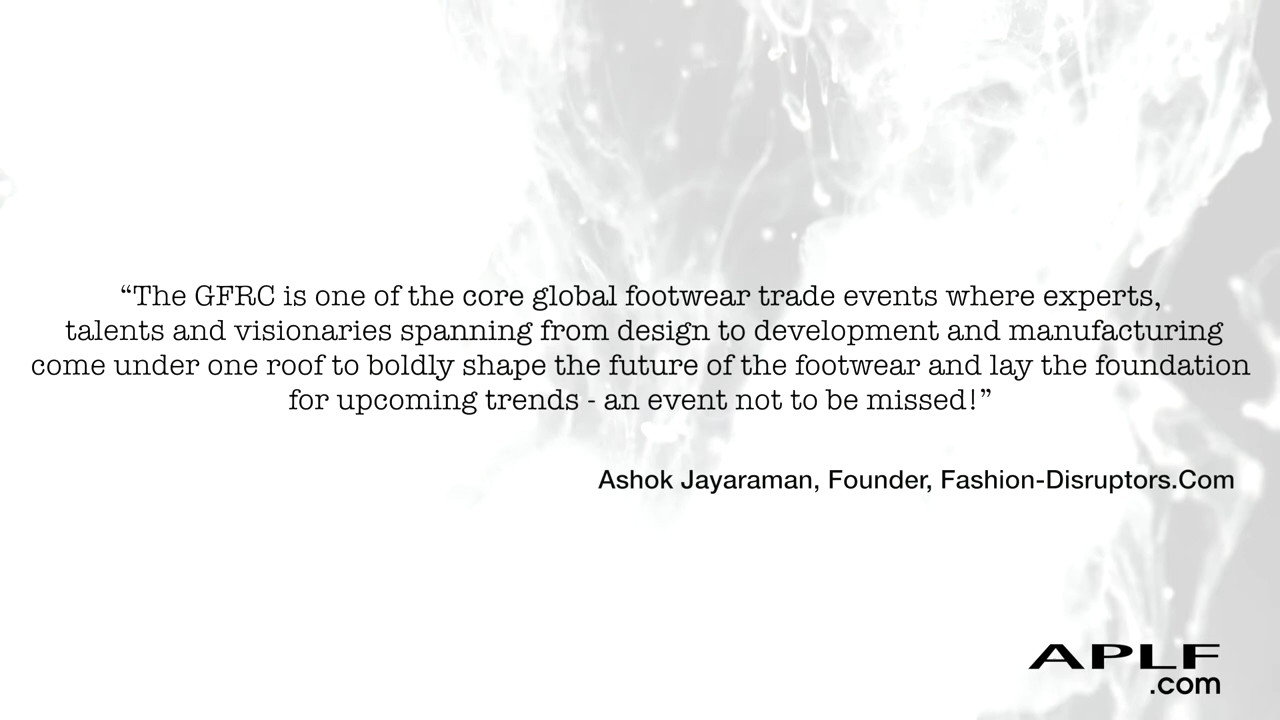 “The GFRC is one of the core global footwear trade events where experts,
talents and visionaries spanning from design to development and manufacturing
come under one roof to boldly shape the future of the footwear and lay the foundation
for upcoming trends - an event not to be missed!”
Ashok Jayaraman, Founder, Fashion-Disruptors.Com
APLF
.com